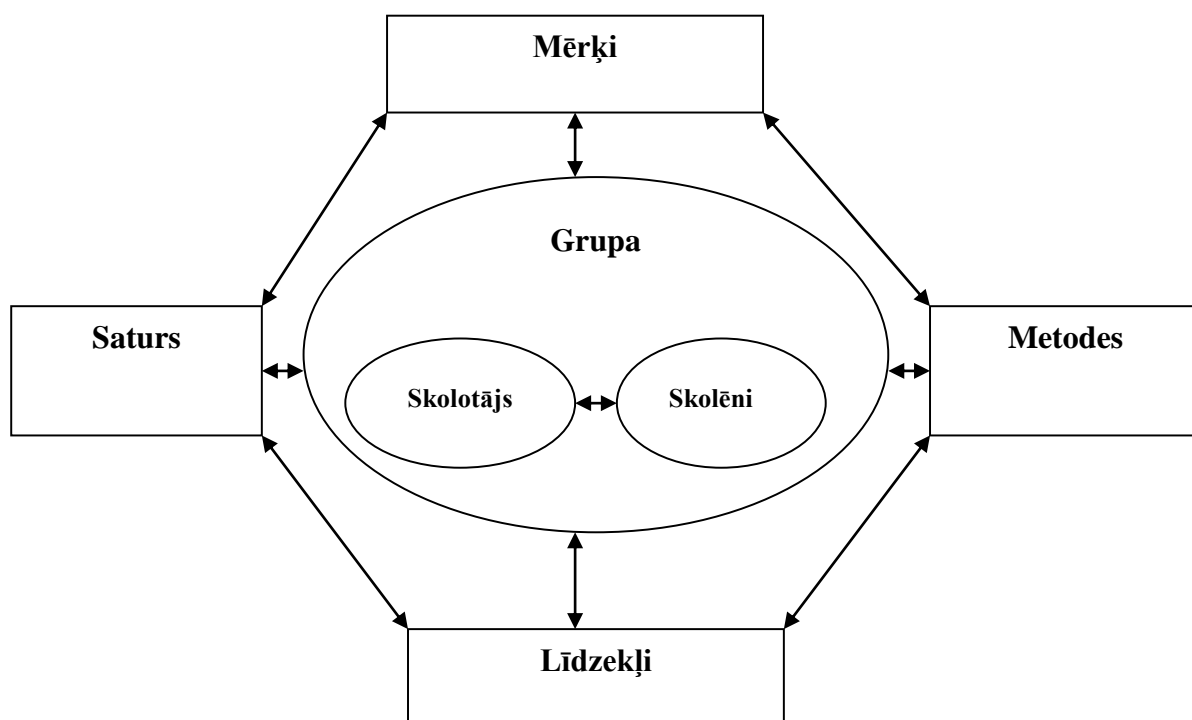 Mērķi
Grupa
Saturs
Metodes
Skolotājs
Skolēni
Līdzekļi